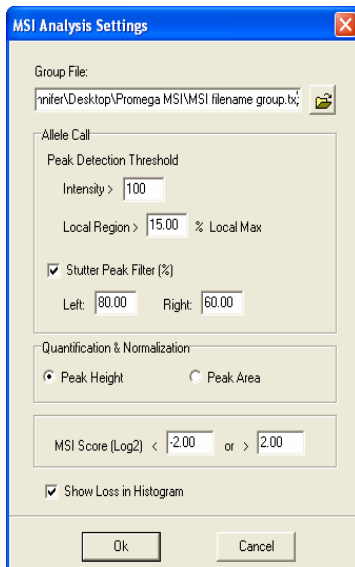 MSI Analysis Settings
Group File:
nnifer\Desktop\Promega MSI\MSI filename group.tx;
Allele Call
Peak Detection Threshold
Intensity > 100
Local Region > 15.00 % Local Max
Stutter Peak Filter (%)
Left: 80.00 Right: 60.00
Quantification & Normalization
Peak Height Peak Area
MSI Score (Log2) < -2.00 or > 2.00
Show Loss in Histogram
Ok Cancel